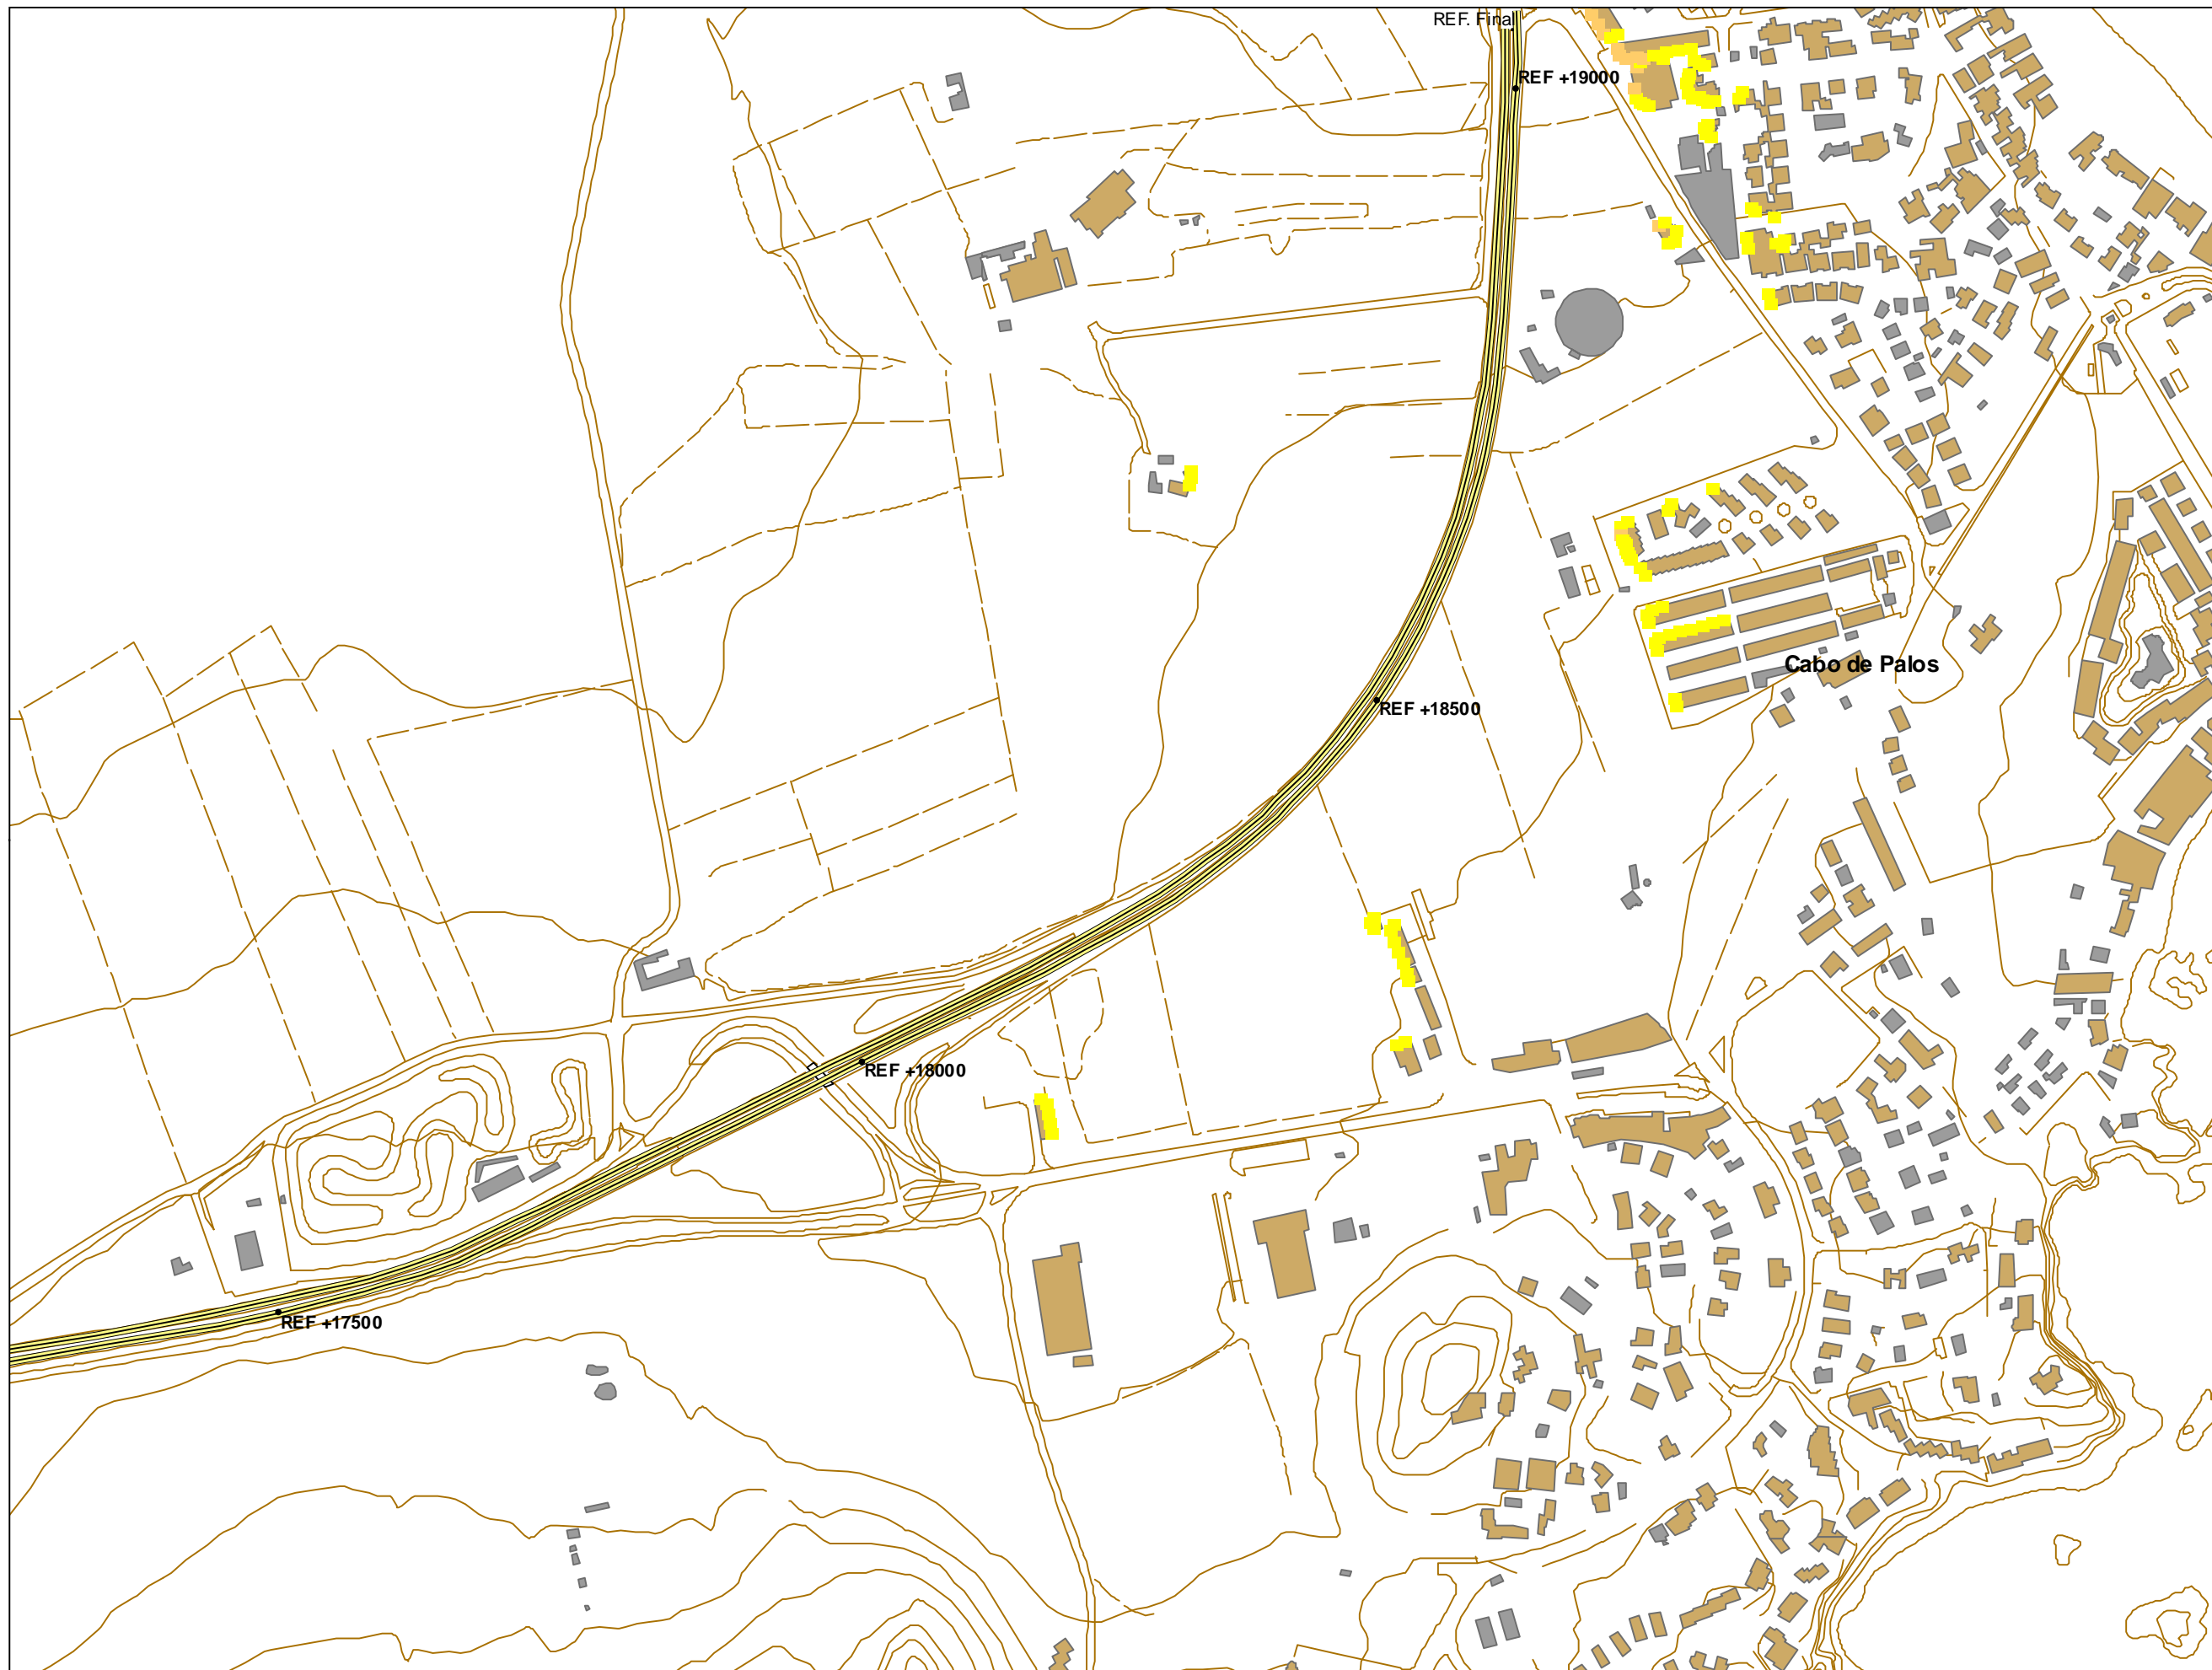 REF. Final
REF +19000
Cabo de Palos
REF +18500
REF +18000
REF +17500